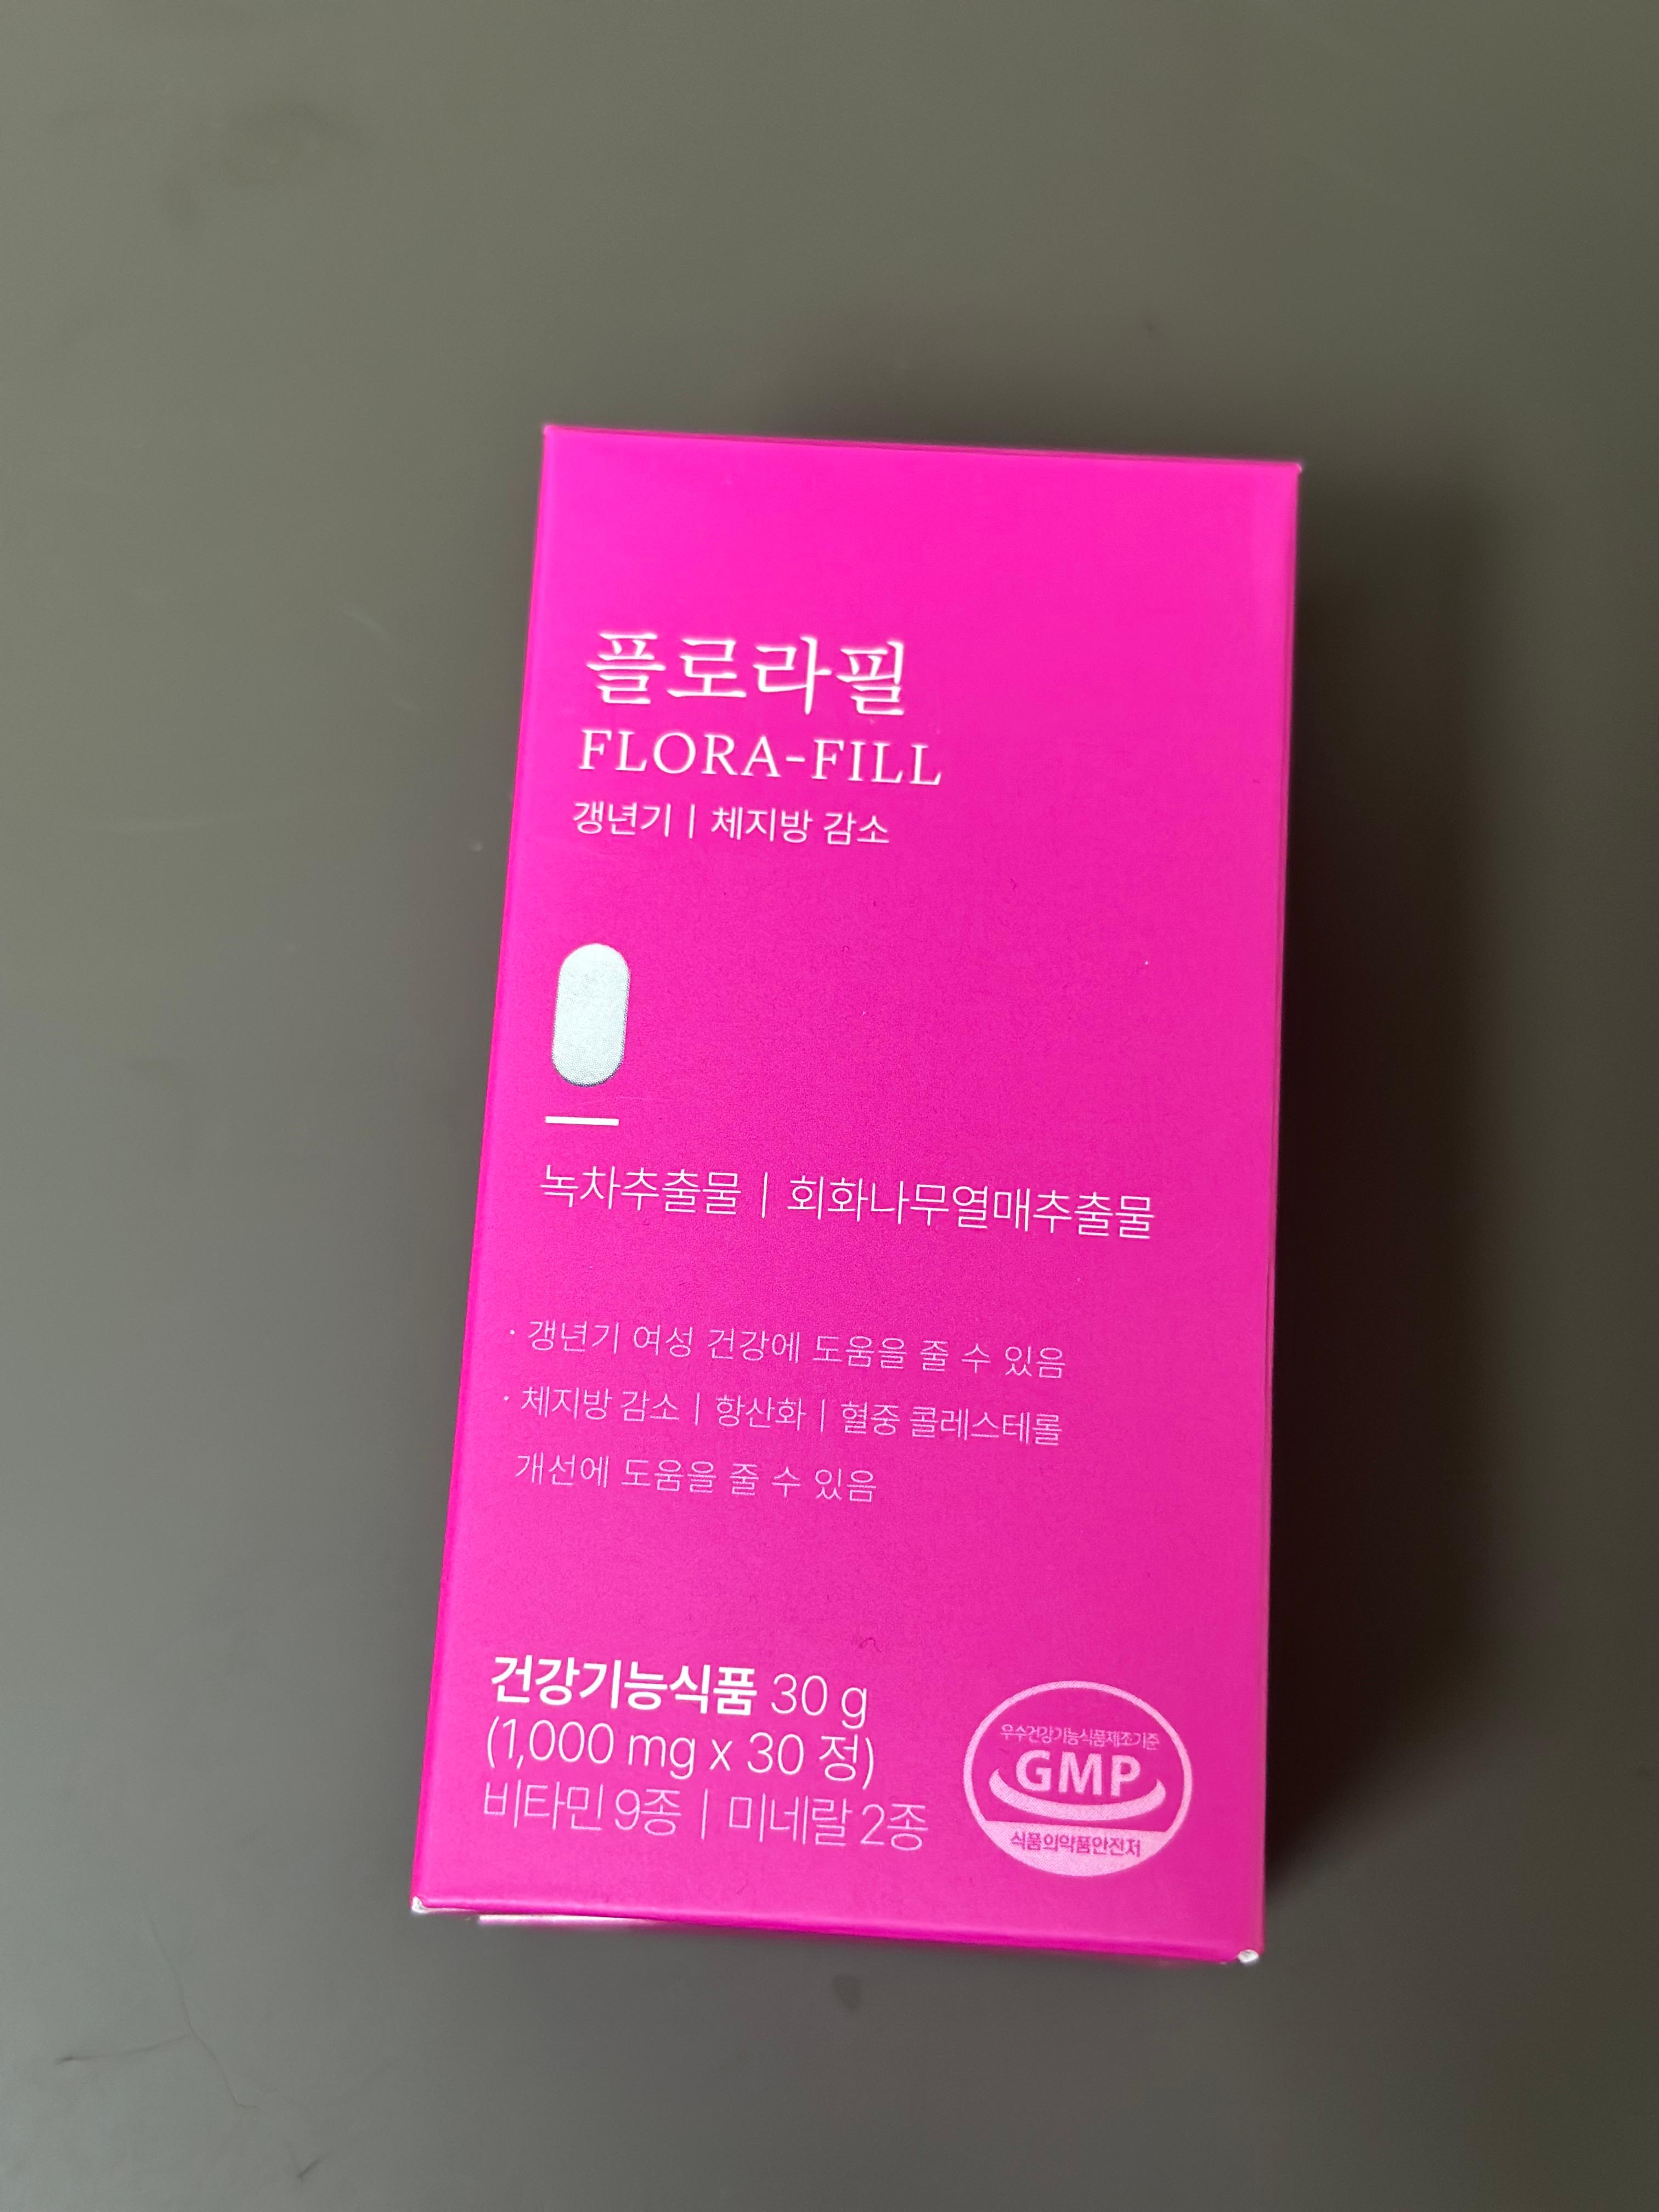 플로라필
FLORA-FILL
갱년기 | 체지방 감소
녹차추출물 | 회화나무열매추출물
· 갱년기 여성 건강에 도움을 줄 수 있음
· 체지방 감소 | 항산화 | 혈중 콜레스테롤
개선에 도움을 줄 수 있음
건강기능식품 30 g
(1,000 mg x 30 정)
비타민 9종 | 미네랄 2종
우수건강기능식품제조기준
GMP
식품의약품안전처